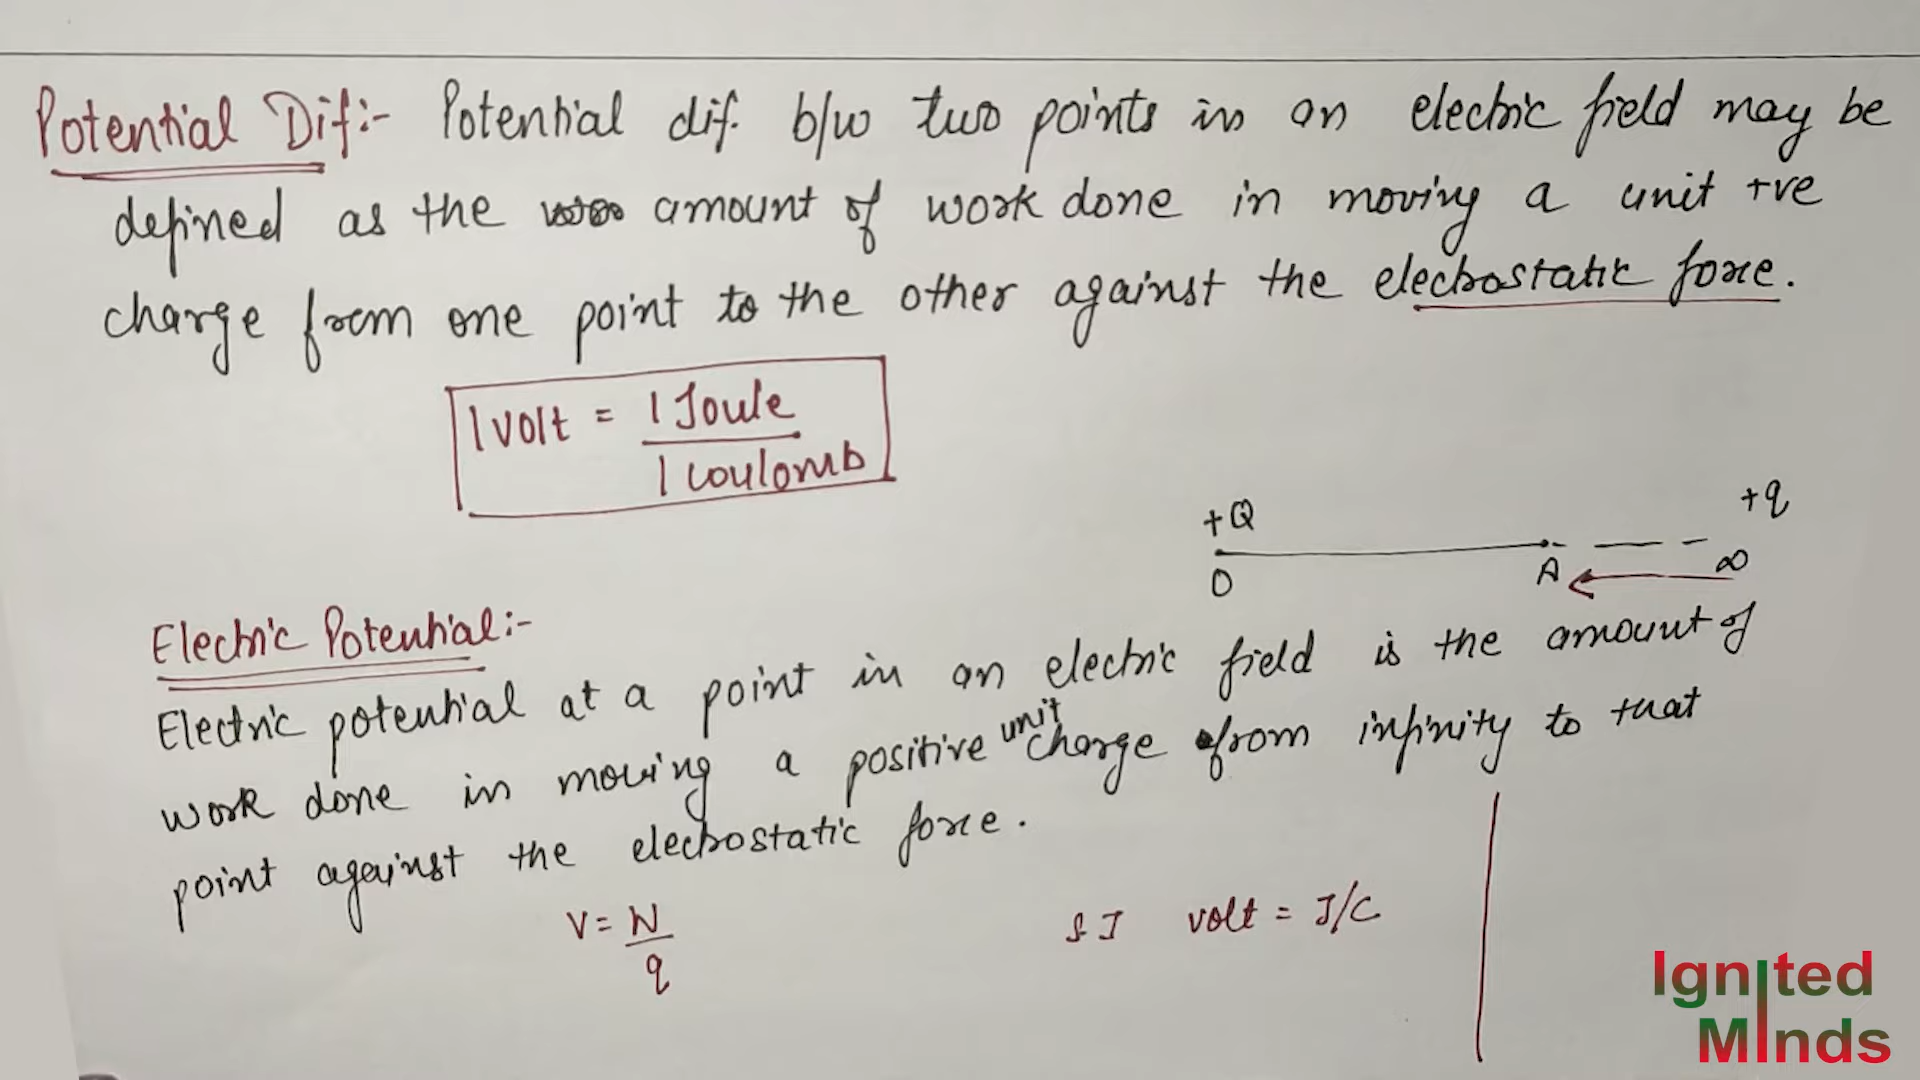 Potential Dif:- Potential dif. b/w two points in an electric field may be
defined as the amount of work done in moving a unit +ve
charge from one point to the other against the electrostatic force.
1 volt = 1 Joule
1 coulomb
+Q +q
O A ∞
Electric Potential:-
Electric potential at a point in an electric field is the amount of
work done in moving a positive unit charge from infinity to that
point against the electrostatic force.
V = W
q
SI volt = J/C
Ignited
Minds